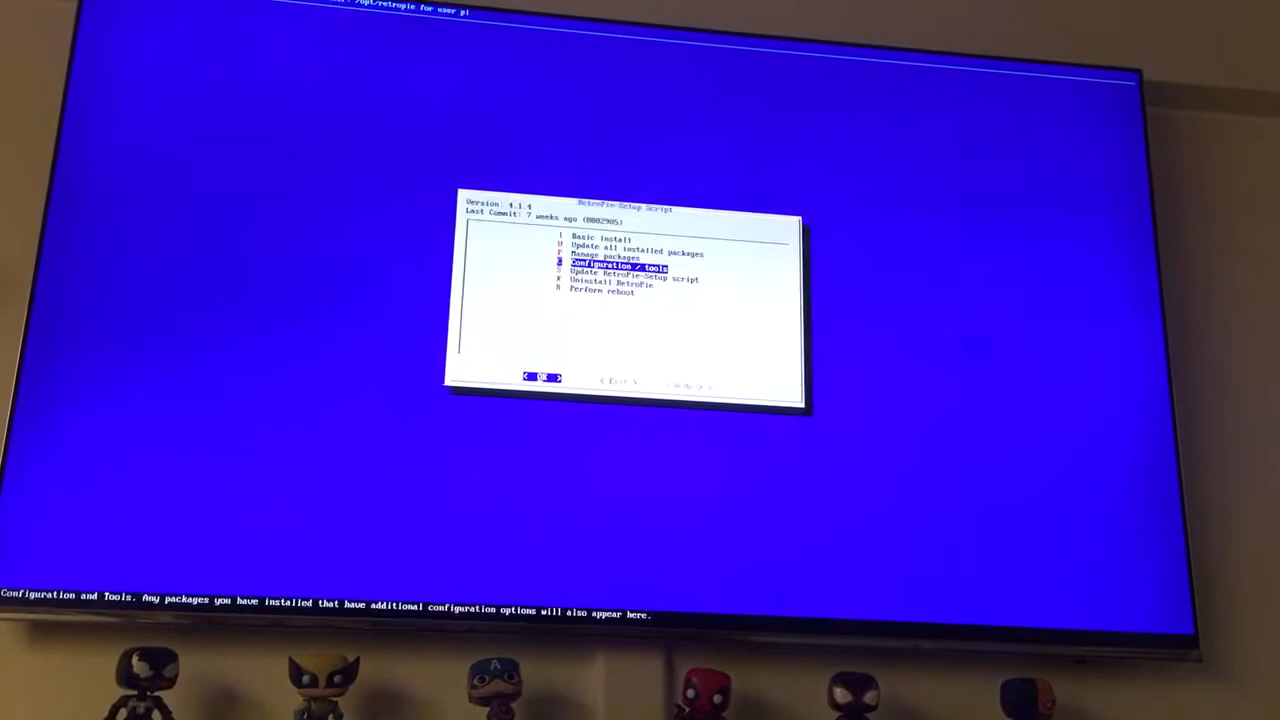 /opt/retropie for user pi
RetroPie-Setup Script
Version: 4.1.4
Last Commit: 7 weeks ago (0802905)
I Basic install
U Update all installed packages
P Manage packages
C Configuration / tools
S Update RetroPie-Setup script
X Uninstall RetroPie
R Perform reboot
< OK >
< Exit >
Configuration and Tools. Any packages you have installed that have additional configuration options will also appear here.
A